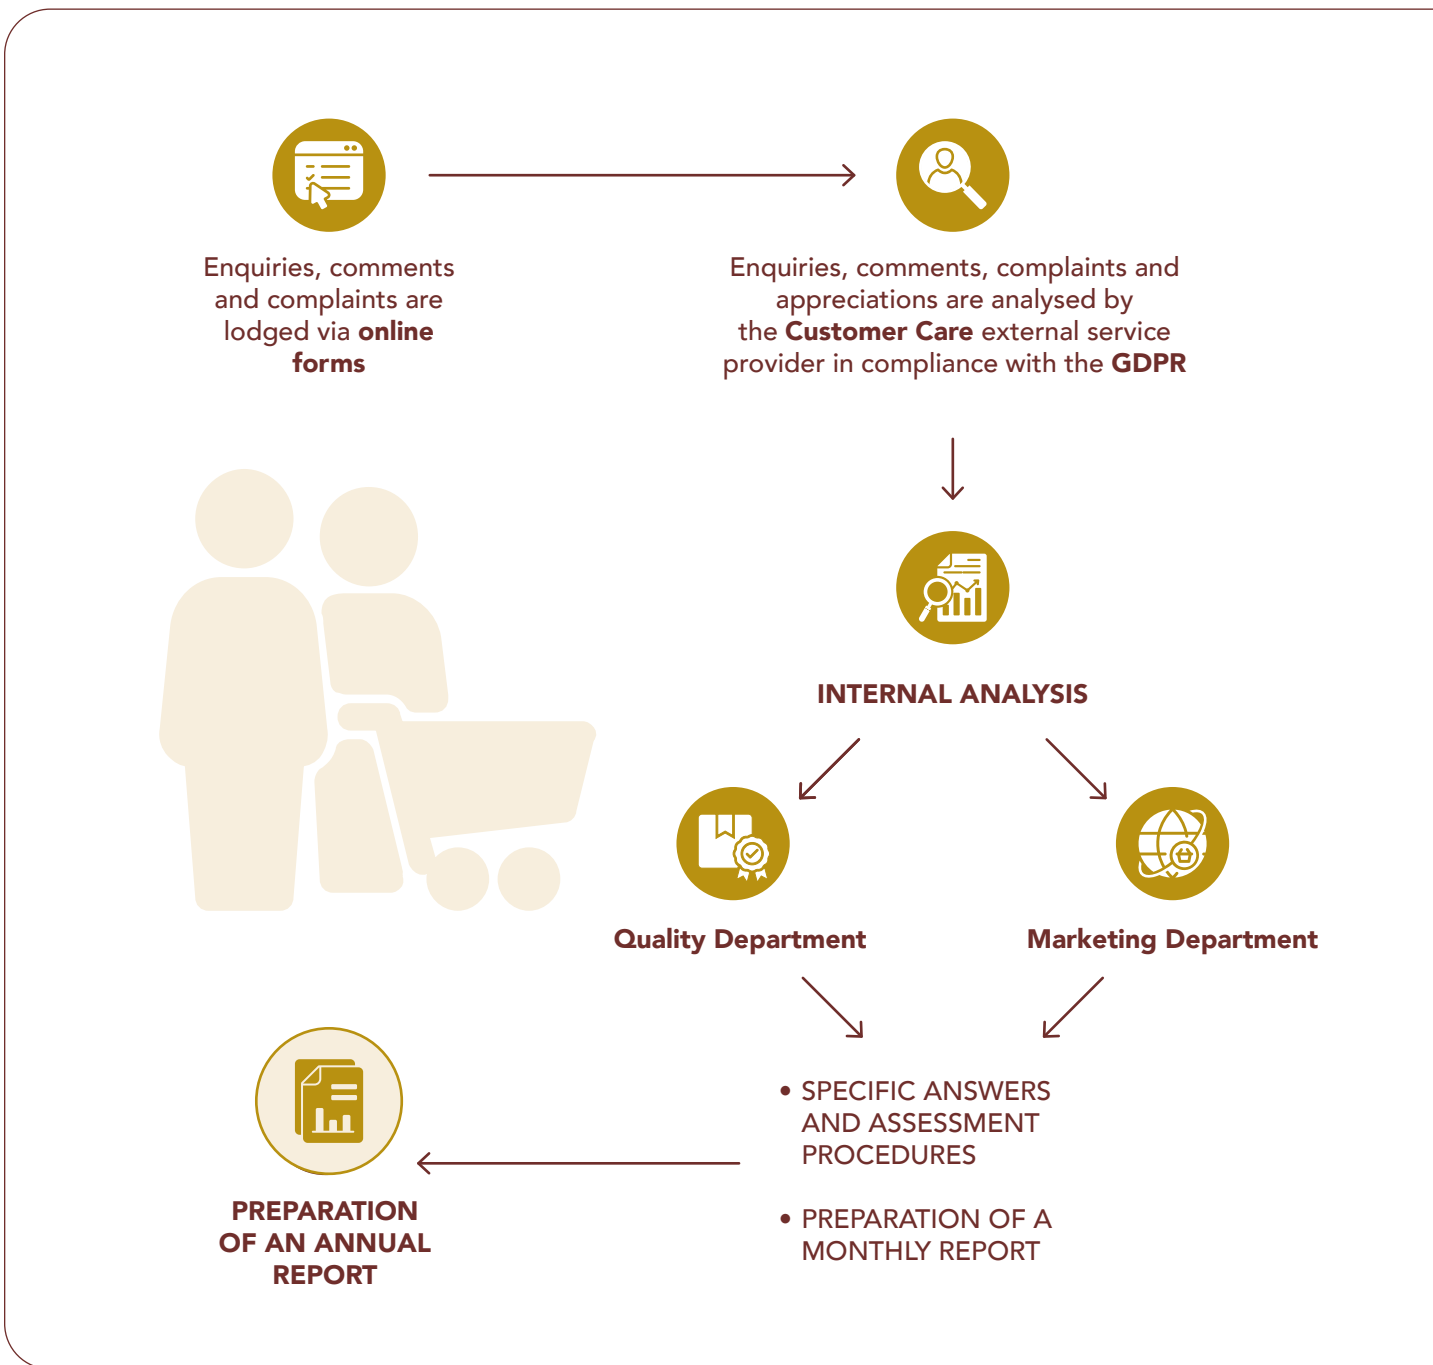 Enquiries, comments
and complaints are
lodged via online
forms
Enquiries, comments, complaints and
appreciations are analysed by
the Customer Care external service
provider in compliance with the GDPR
INTERNAL ANALYSIS
Quality Department
Marketing Department
• SPECIFIC ANSWERS
AND ASSESSMENT
PROCEDURES
• PREPARATION OF A
MONTHLY REPORT
PREPARATION
OF AN ANNUAL
REPORT